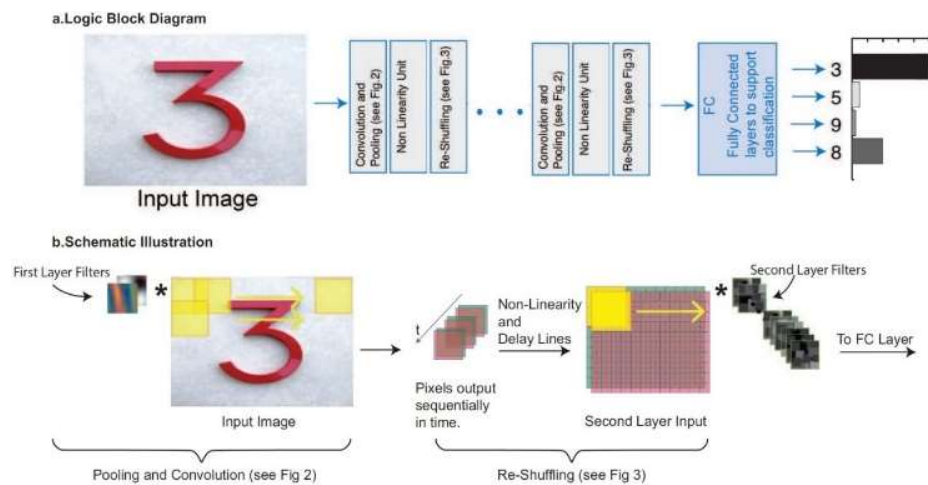 a.Logic Block Diagram
Input Image
Convolution and
Pooling (see Fig.2)
Non Linearity Unit
Re-Shuffling (see Fig.3)
Convolution and
Pooling (see Fig.2)
Non Linearity Unit
Re-Shuffling (see Fig.3)
FC
Fully Connected
layers to support
classification
3
5
9
8
b.Schematic Illustration
First Layer Filters
*
3
Input Image
t
Pixels output
sequentially
in time.
Non-Linearity
and
Delay Lines
Second Layer Input
*
Second Layer Filters
To FC Layer
Pooling and Convolution (see Fig 2)
Re-Shuffling (see Fig 3)